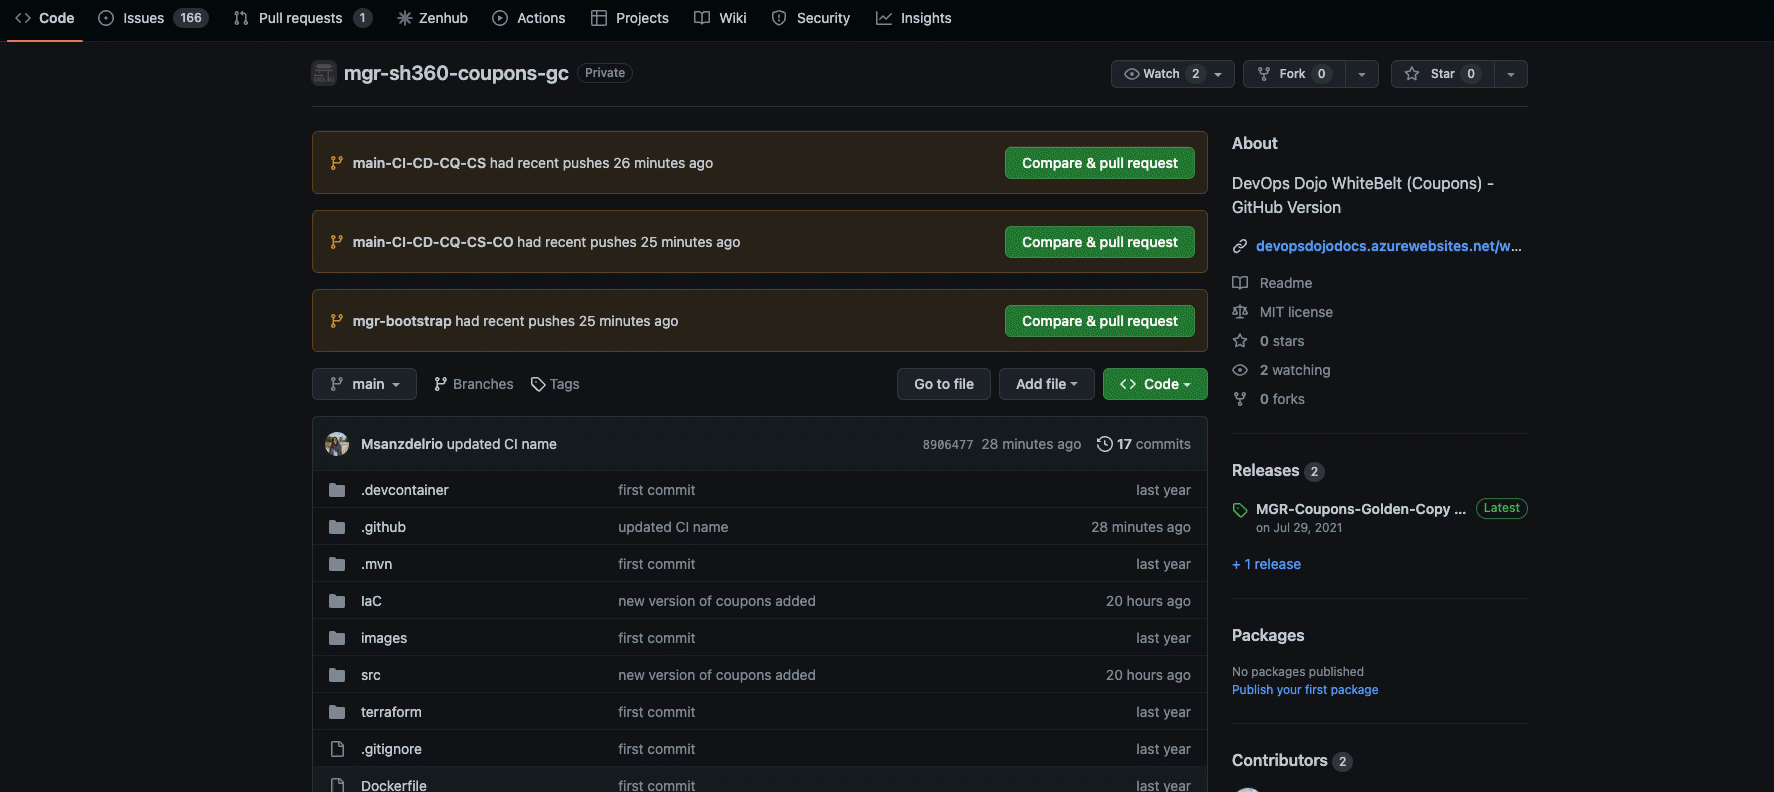 Code Issues 166 Pull requests 1 Zenhub Actions Projects Wiki Security Insights
mgr-sh360-coupons-gc Private
Watch 2 Fork 0 Star 0
main-CI-CD-CQ-CS had recent pushes 26 minutes ago
Compare & pull request
main-CI-CD-CQ-CS-CO had recent pushes 25 minutes ago
Compare & pull request
mgr-bootstrap had recent pushes 25 minutes ago
Compare & pull request
main Branches Tags Go to file Add file Code
Msanzdelrio updated CI name 8906477 28 minutes ago 17 commits
.devcontainer first commit last year
.github updated CI name 28 minutes ago
.mvn first commit last year
IaC new version of coupons added 20 hours ago
images first commit last year
src new version of coupons added 20 hours ago
terraform first commit last year
.gitignore first commit last year
Dockerfile first commit last year
About
DevOps Dojo WhiteBelt (Coupons) -
GitHub Version
devopsdojodocs.azurewebsites.net/w...
Readme
MIT license
0 stars
2 watching
0 forks
Releases 2
MGR-Coupons-Golden-Copy ... Latest
on Jul 29, 2021
+ 1 release
Packages
No packages published
Publish your first package
Contributors 2